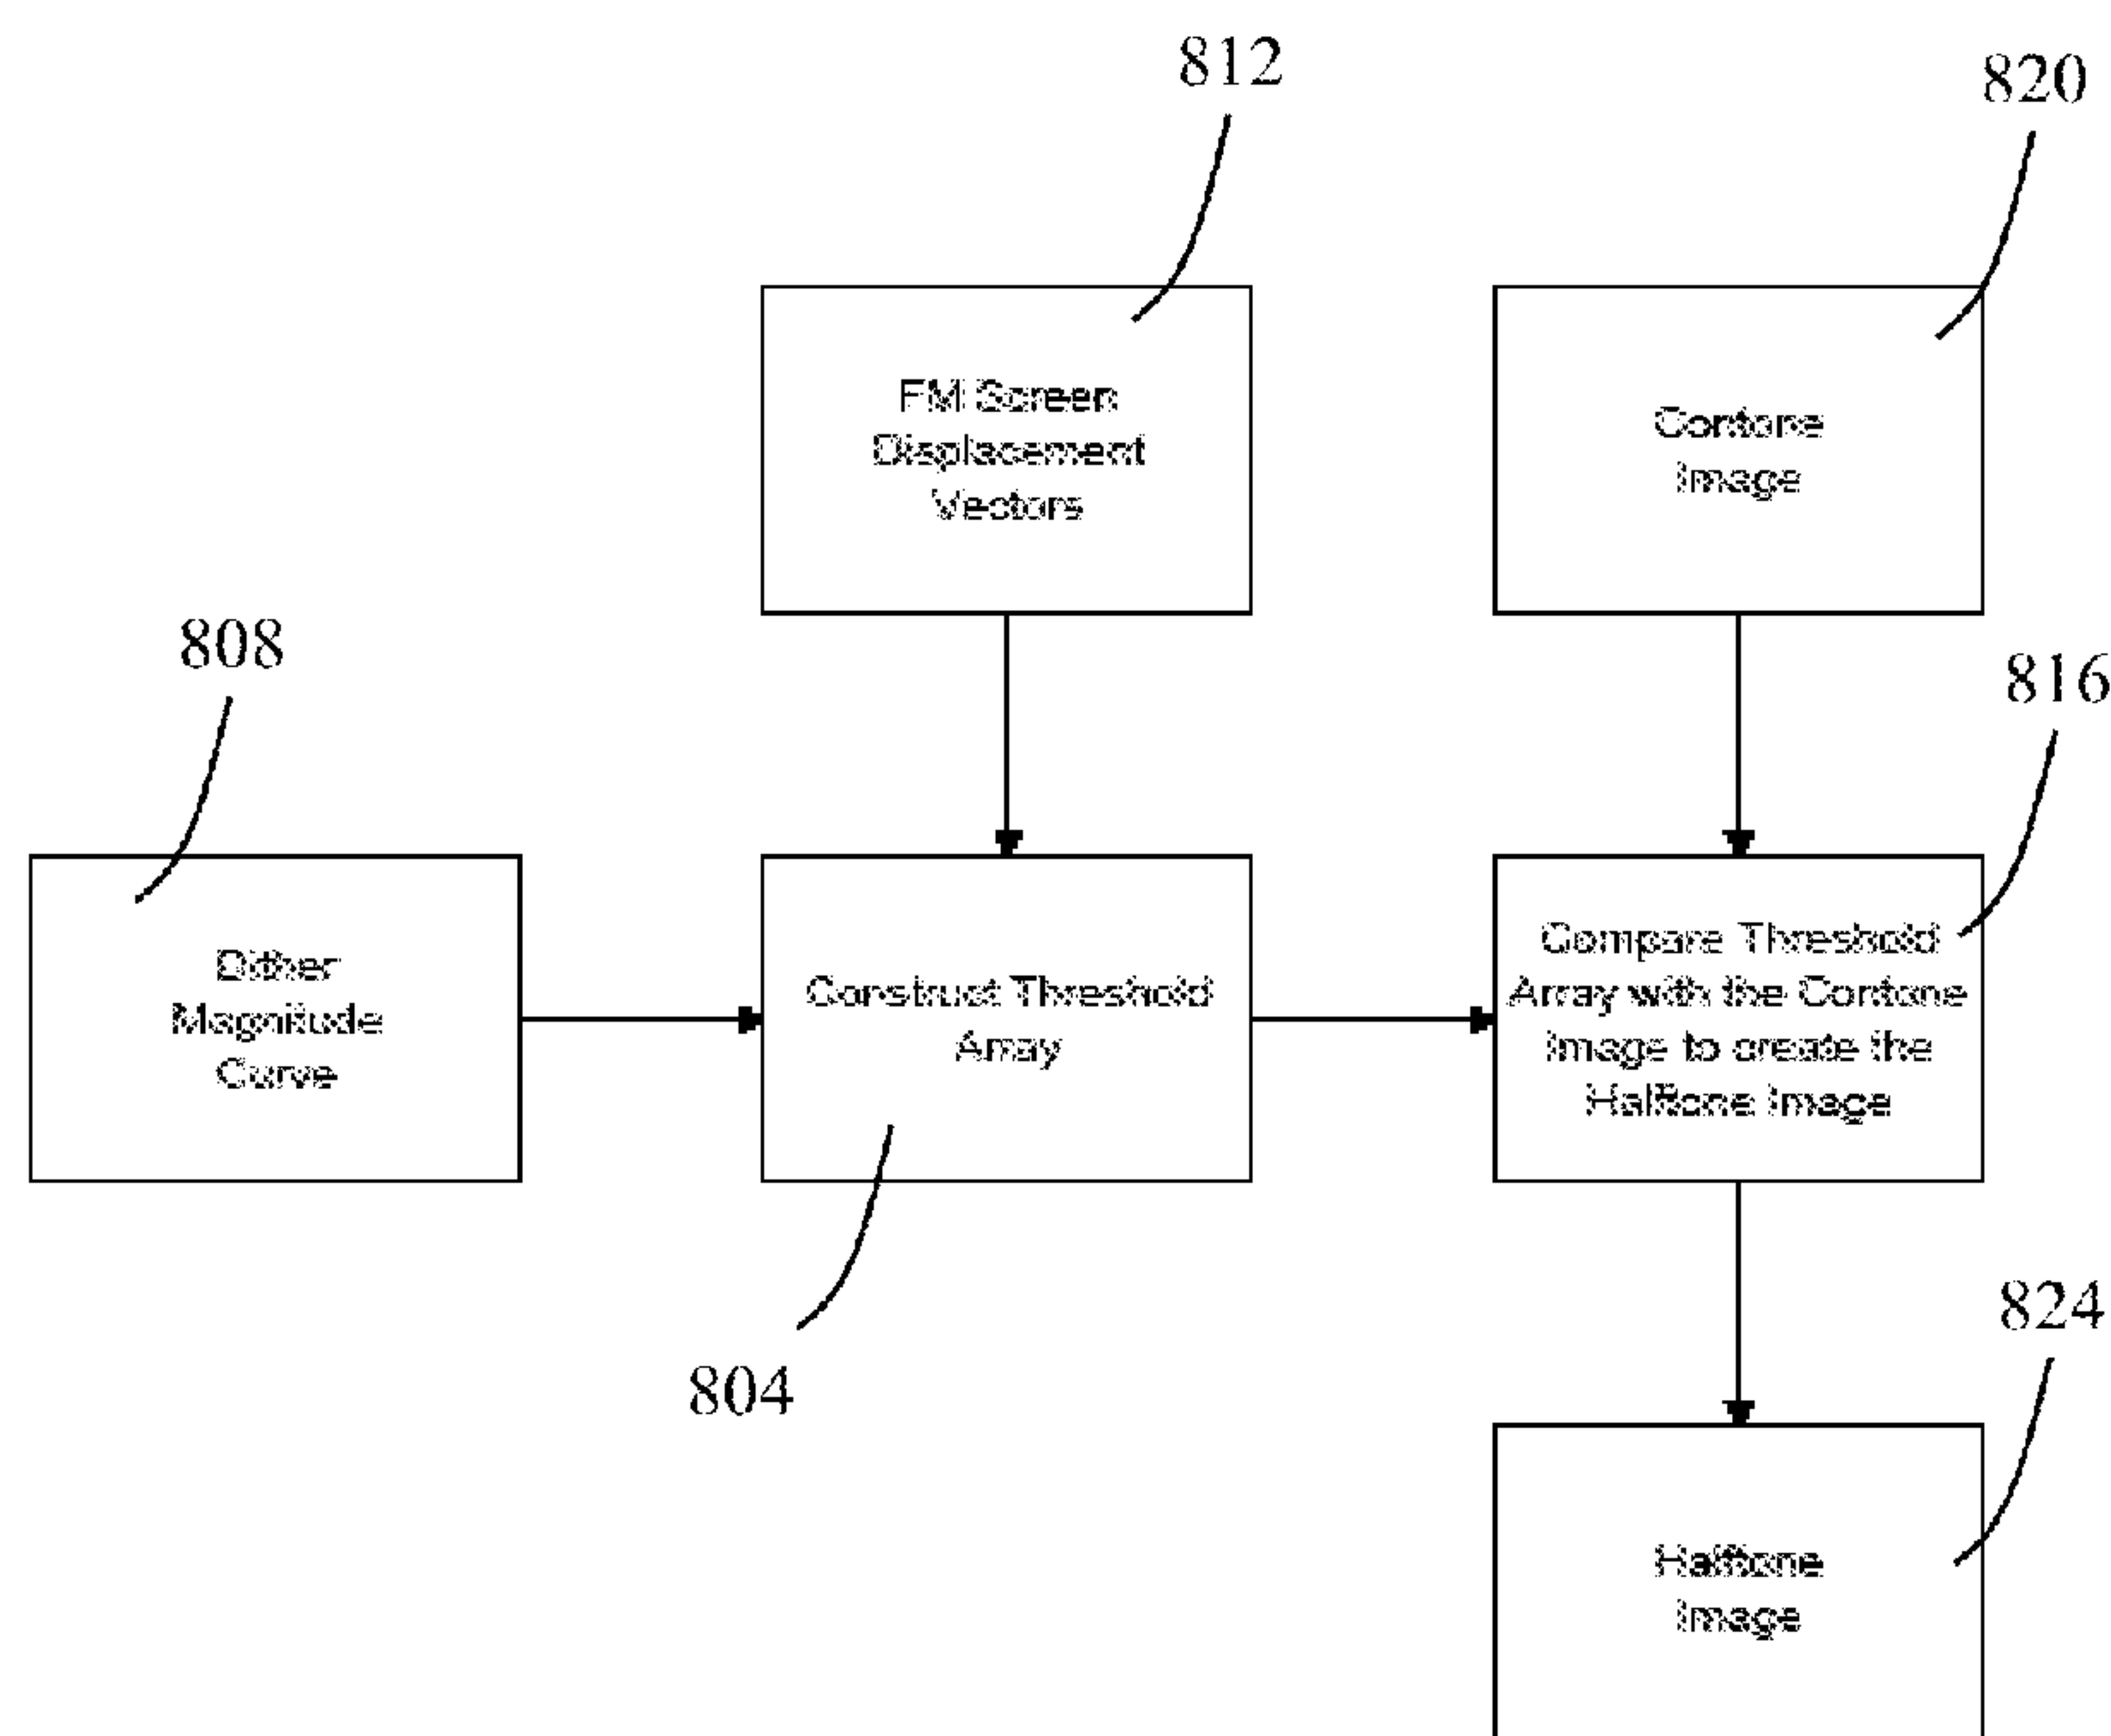 812
820
FM Screen
Displacement
Vectors
Contone
Image
808
816
Dither
Magnitude
Curve
Construct Threshold
Array
Compare Threshold
Array with the Contone
Image to create the
Halftone Image
804
824
Halftone
Image